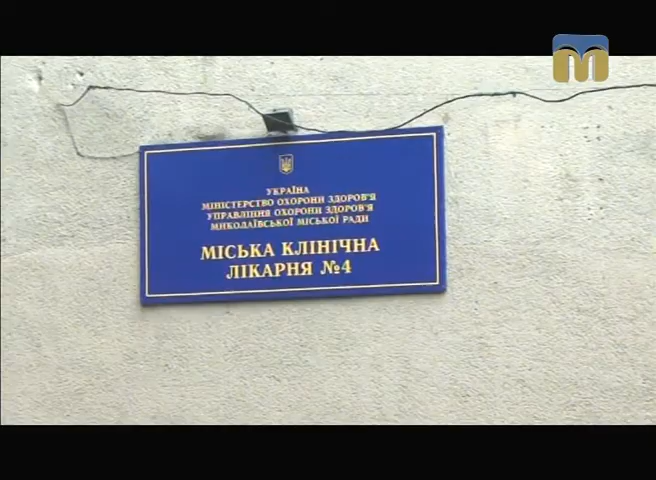 УКРАЇНА
МІНІСТЕРСТВО ОХОРОНИ ЗДОРОВ'Я
УПРАВЛІННЯ ОХОРОНИ ЗДОРОВ'Я
МИКОЛАЇВСЬКОЇ МІСЬКОЇ РАДИ
МІСЬКА КЛІНІЧНА
ЛІКАРНЯ №4